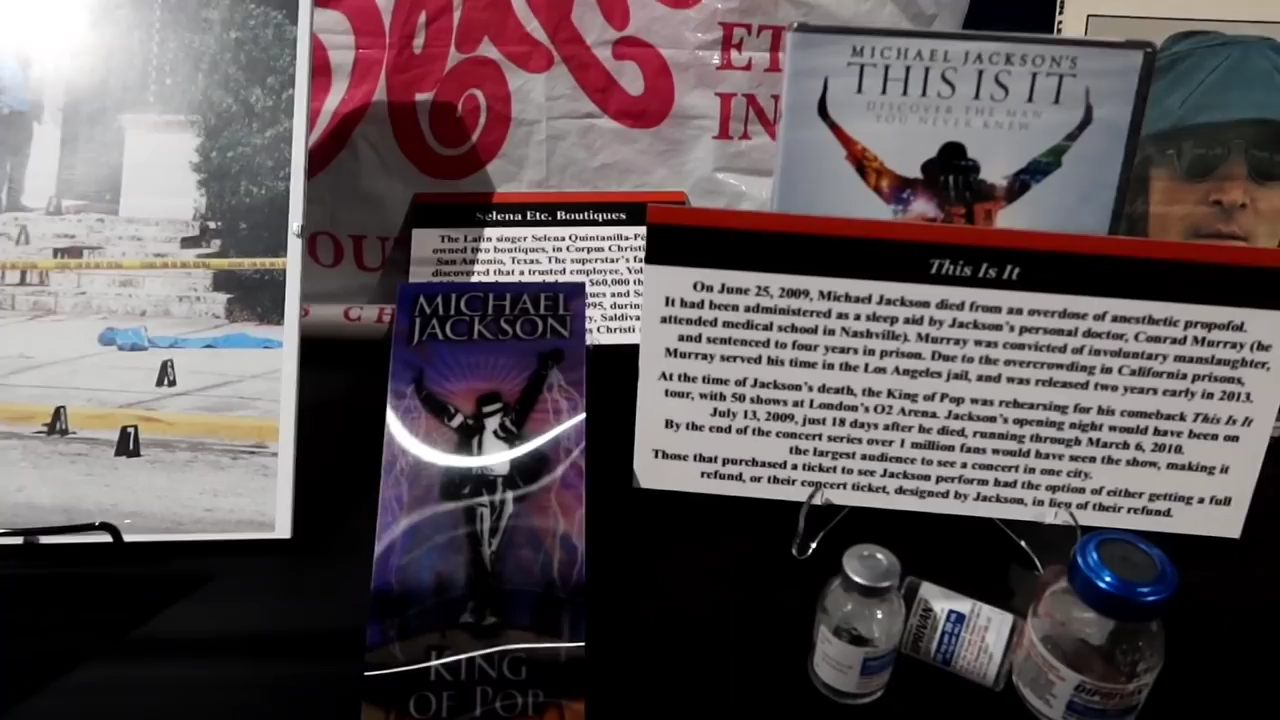 ET
IN
OU
CH
MICHAEL JACKSON'S
THIS IS IT
DISCOVER THE MAN
YOU NEVER KNEW
Selena Etc. Boutiques
The Latin singer Selena Quintanilla-Pé
owned two boutiques, in Corpus Christi
San Antonio, Texas. The superstar's fa
discovered that a trusted employee, Yol
$60,000 th
ques and Se
995, during
y, Saldiva
s Christi
This Is It
On June 25, 2009, Michael Jackson died from an overdose of anesthetic propofol.
It had been administered as a sleep aid by Jackson's personal doctor, Conrad Murray (he
attended medical school in Nashville). Murray was convicted of involuntary manslaughter,
and sentenced to four years in prison. Due to the overcrowding in California prisons,
Murray served his time in the Los Angeles jail, and was released two years early in 2013.
At the time of Jackson's death, the King of Pop was rehearsing for his comeback This Is It
tour, with 50 shows at London's O2 Arena. Jackson's opening night would have been on
July 13, 2009, just 18 days after he died, running through March 6, 2010.
By the end of the concert series over 1 million fans would have seen the show, making it
the largest audience to see a concert in one city.
Those that purchased a ticket to see Jackson perform had the option of either getting a full
refund, or their concert ticket, designed by Jackson, in lieu of their refund.
MICHAEL
JACKSON
KING
OF POP
7
DIPRIVAN
DIPRIVAN